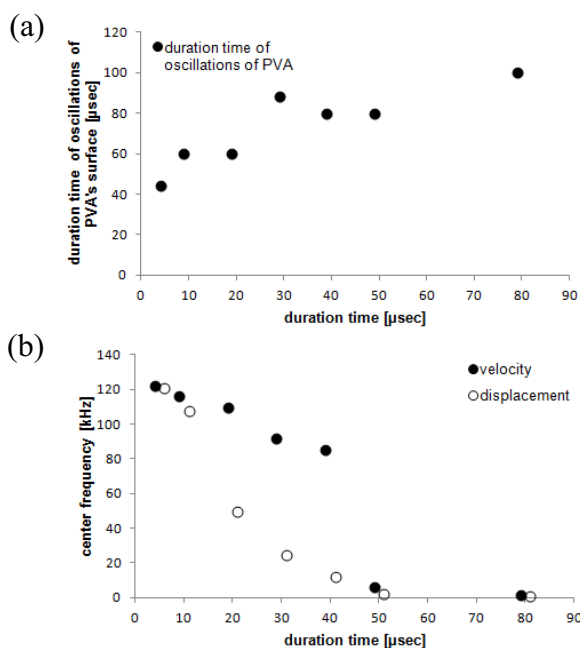 (a)
duration time of oscillations of
PVA's surface [μsec]
120
100
80
60
40
20
0
duration time of
oscillations of PVA
0 10 20 30 40 50 60 70 80 90
duration time [μsec]
(b)
center frequency [kHz]
140
120
100
80
60
40
20
0
velocity
displacement
0 10 20 30 40 50 60 70 80 90
duration time [μsec]